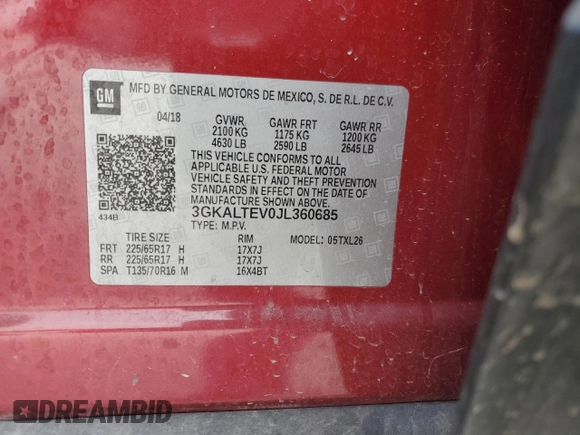 GM
MFD BY GENERAL MOTORS DE MEXICO, S. DE R.L. DE C.V.
04/18 GVWR GAWR FRT GAWR RR
2100 KG 1175 KG 1200 KG
4630 LB 2590 LB 2645 LB
THIS VEHICLE CONFORMS TO ALL
APPLICABLE U.S. FEDERAL MOTOR
VEHICLE SAFETY AND THEFT PREVENTION
STANDARDS IN EFFECT ON THE DATE OF
MANUFACTURE SHOWN ABOVE.
434B
3GKALTEV0JL360685
TYPE: M.P.V.
TIRE SIZE RIM MODEL: 05TXL26
FRT 225/65R17 H 17X7J
RR 225/65R17 H 17X7J
SPA T135/70R16 M 16X4BT
DREAMBID